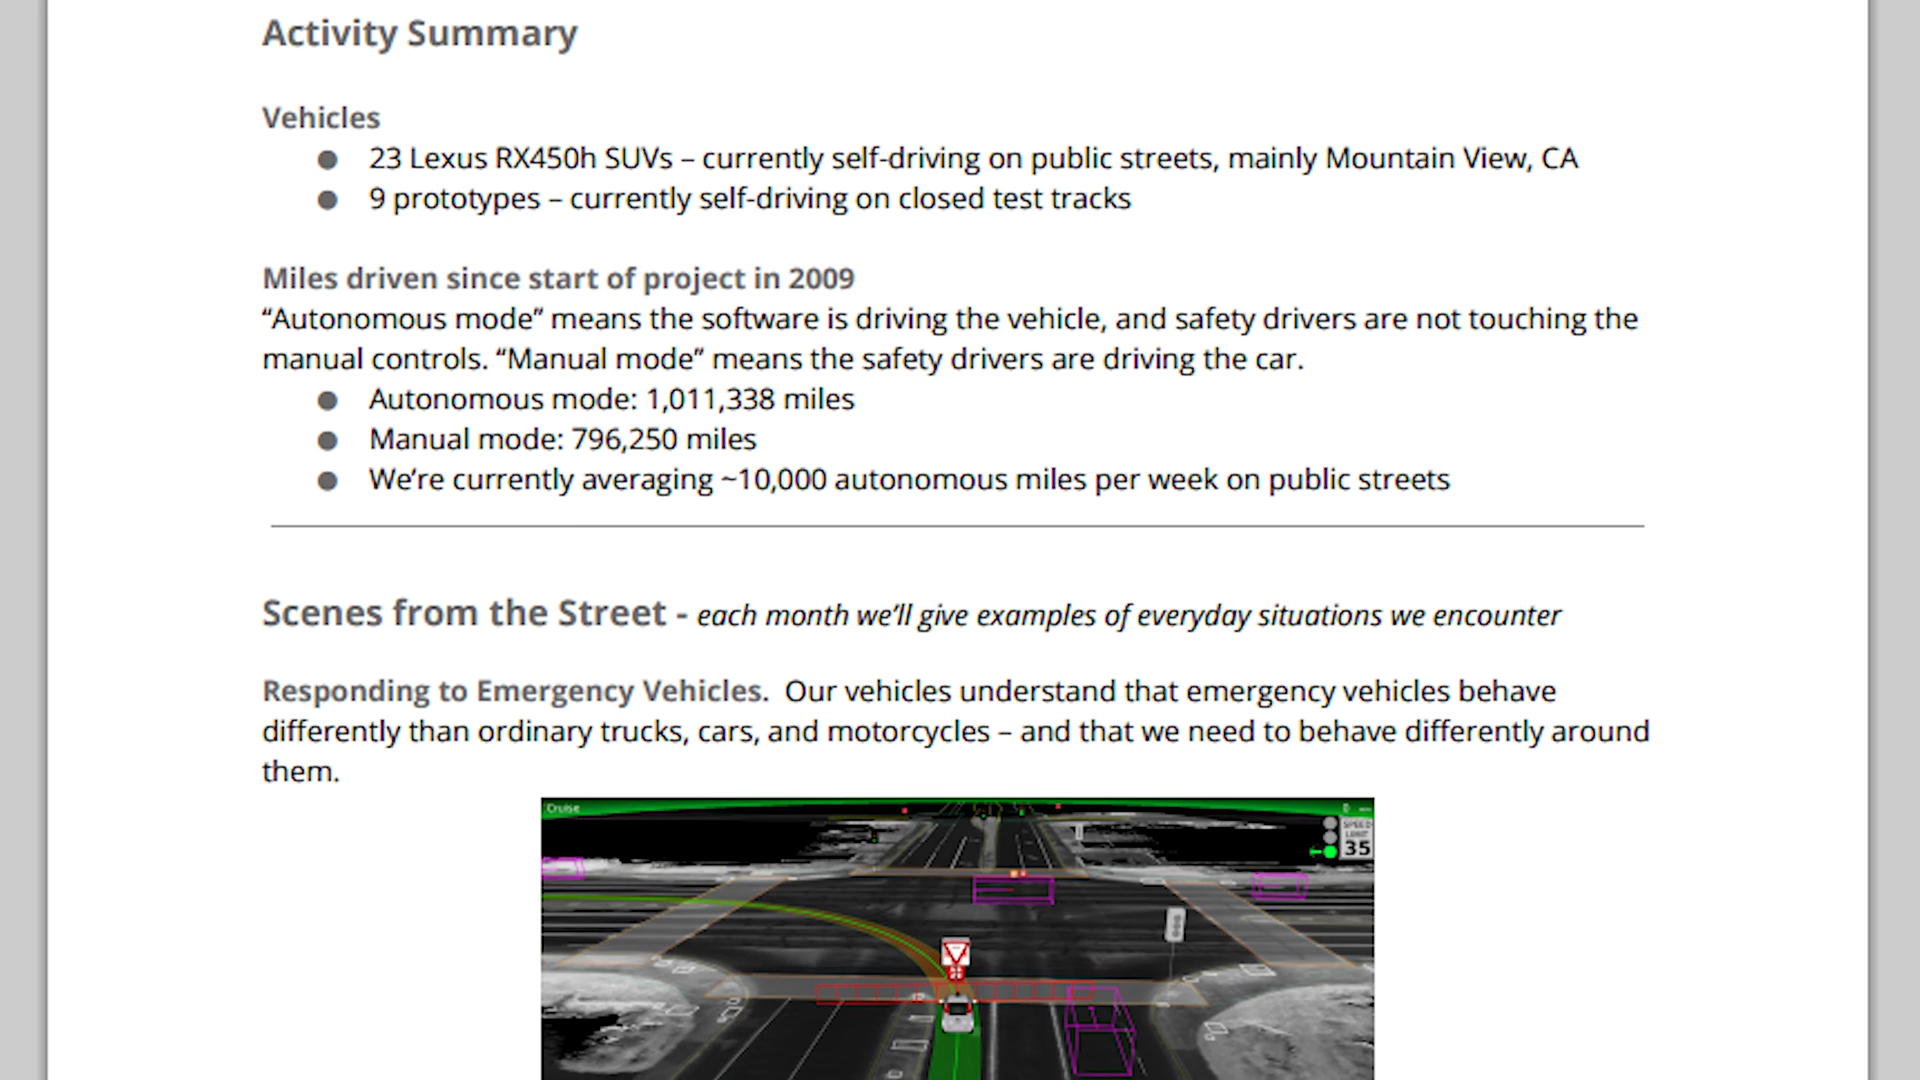 Activity Summary
Vehicles
● 23 Lexus RX450h SUVs – currently self-driving on public streets, mainly Mountain View, CA
● 9 prototypes – currently self-driving on closed test tracks
Miles driven since start of project in 2009
“Autonomous mode” means the software is driving the vehicle, and safety drivers are not touching the
manual controls. “Manual mode” means the safety drivers are driving the car.
● Autonomous mode: 1,011,338 miles
● Manual mode: 796,250 miles
● We’re currently averaging ~10,000 autonomous miles per week on public streets
Scenes from the Street - each month we’ll give examples of everyday situations we encounter
Responding to Emergency Vehicles. Our vehicles understand that emergency vehicles behave
differently than ordinary trucks, cars, and motorcycles – and that we need to behave differently around
them.
Cruise
SPEED
LIMIT
35